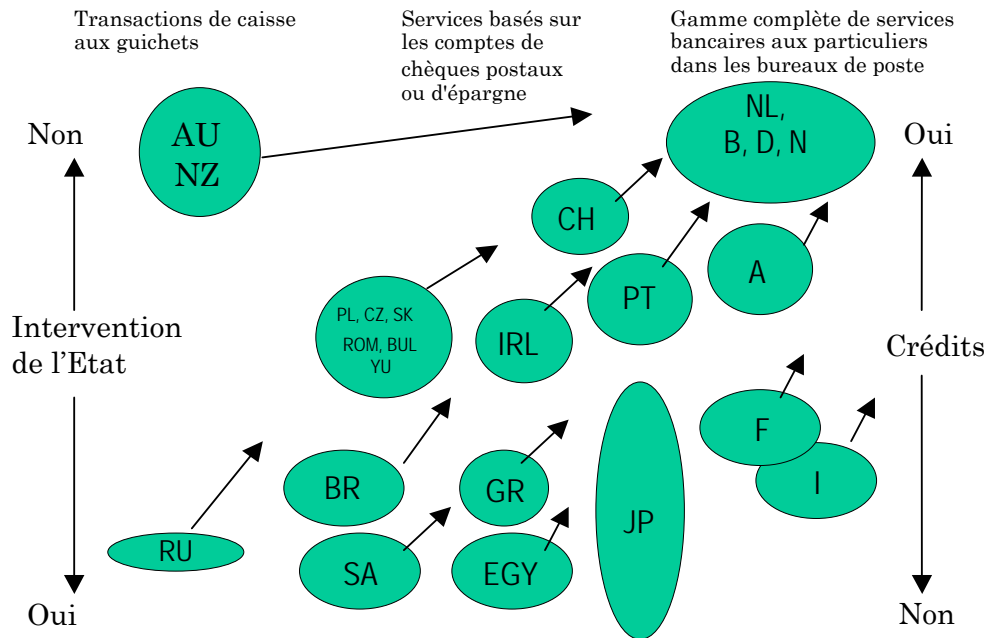 Transactions de caisse
aux guichets
Services basés sur
les comptes de
chèques postaux
ou d'épargne
Gamme complète de services
bancaires aux particuliers
dans les bureaux de poste
Non
AU
NZ
NL,
B, D, N
Oui
CH
A
PT
PL, CZ, SK
ROM, BUL
YU
IRL
Intervention
de l'Etat
Crédits
F
I
BR
GR
JP
RU
SA
EGY
Oui
Non